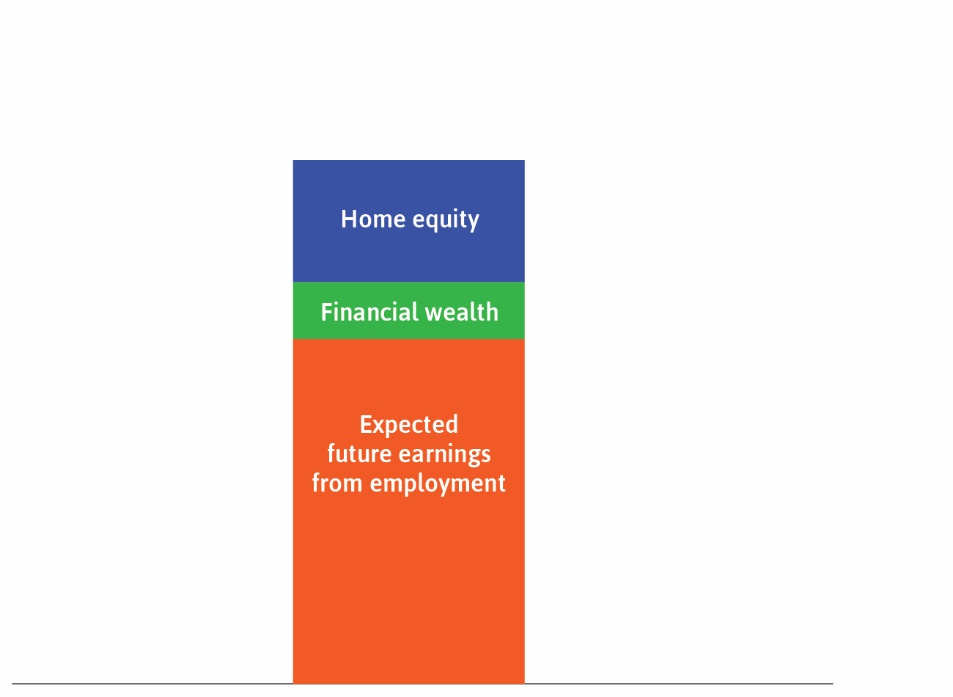 Home equity
Financial wealth
Expected
future earnings
from employment